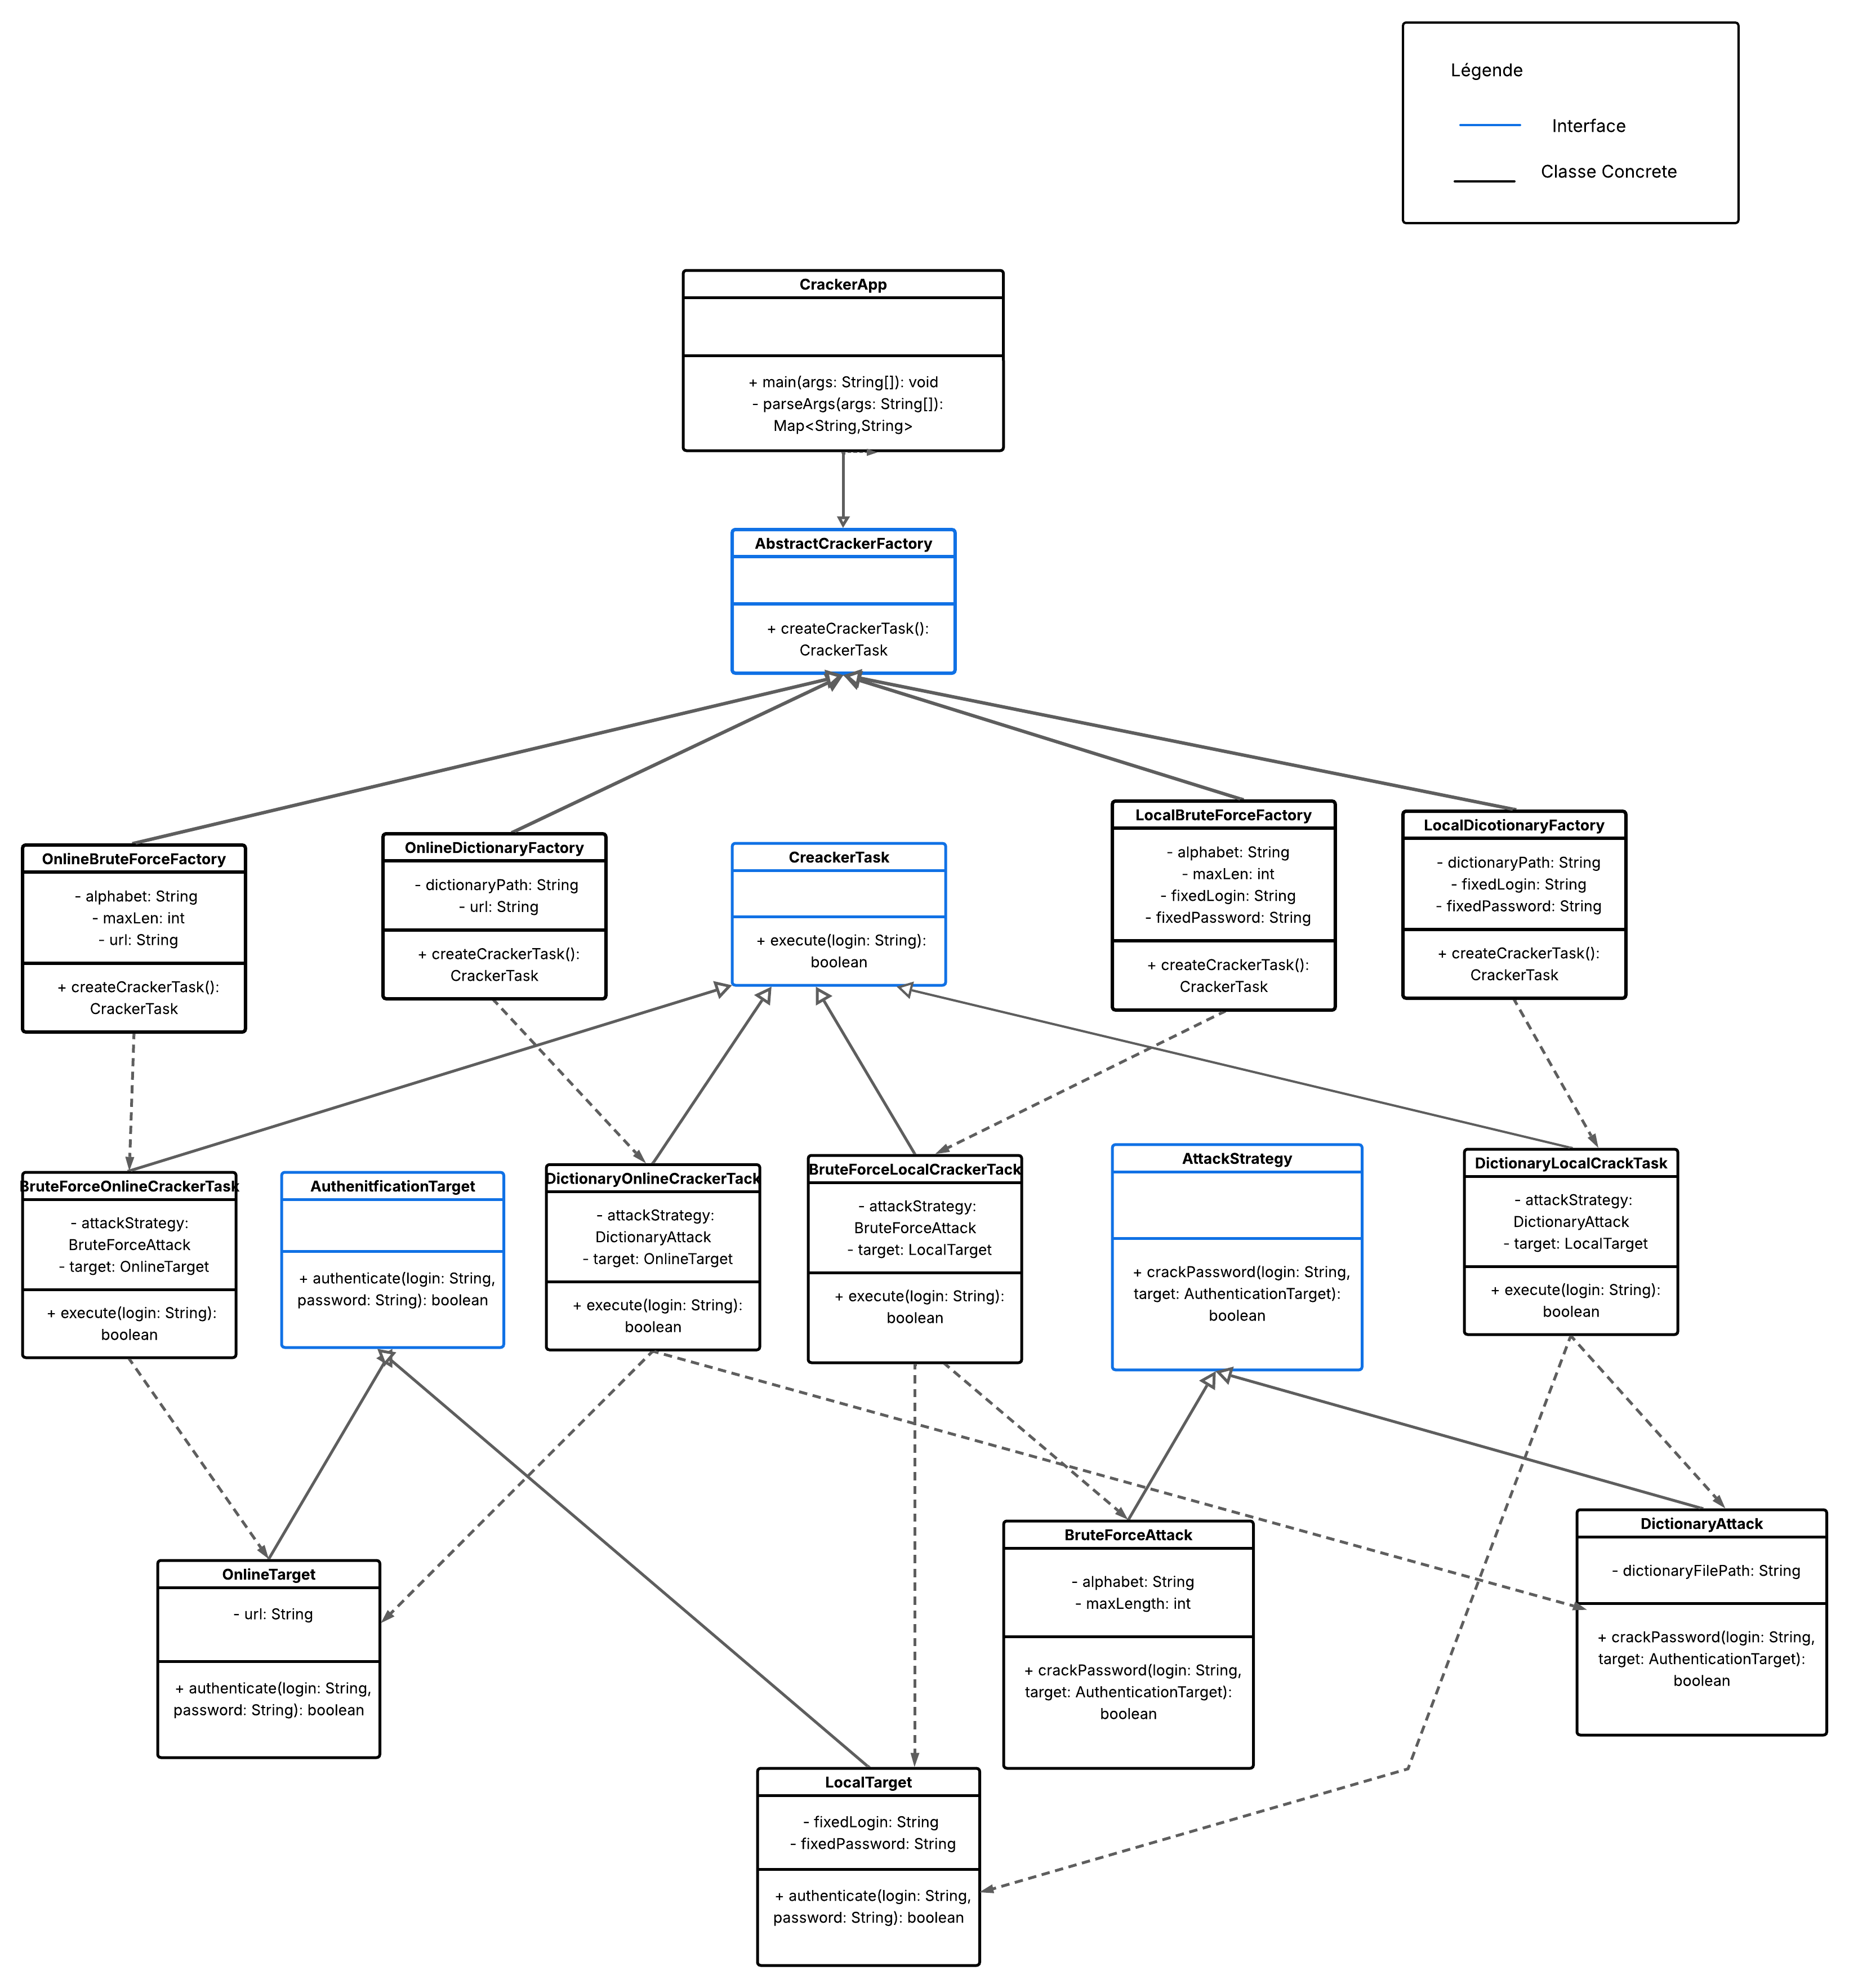 Légende
Interface
Classe Concrete
CrackerApp
+ main(args: String[]): void
- parseArgs(args: String[]):
Map<String,String>
AbstractCrackerFactory
+ createCrackerTask():
CrackerTask
OnlineBruteForceFactory
- alphabet: String
- maxLen: int
- url: String
+ createCrackerTask():
CrackerTask
OnlineDictionaryFactory
- dictionaryPath: String
- url: String
+ createCrackerTask():
CrackerTask
CreackerTask
+ execute(login: String):
boolean
LocalBruteForceFactory
- alphabet: String
- maxLen: int
- fixedLogin: String
- fixedPassword: String
+ createCrackerTask():
CrackerTask
LocalDicotionaryFactory
- dictionaryPath: String
- fixedLogin: String
- fixedPassword: String
+ createCrackerTask():
CrackerTask
BruteForceOnlineCrackerTask
- attackStrategy:
BruteForceAttack
- target: OnlineTarget
+ execute(login: String):
boolean
AuthenitficationTarget
+ authenticate(login: String,
password: String): boolean
DictionaryOnlineCrackerTack
- attackStrategy:
DictionaryAttack
- target: OnlineTarget
+ execute(login: String):
boolean
BruteForceLocalCrackerTack
- attackStrategy:
BruteForceAttack
- target: LocalTarget
+ execute(login: String):
boolean
AttackStrategy
+ crackPassword(login: String,
target: AuthenticationTarget):
boolean
DictionaryLocalCrackTask
- attackStrategy:
DictionaryAttack
- target: LocalTarget
+ execute(login: String):
boolean
OnlineTarget
- url: String
+ authenticate(login: String,
password: String): boolean
BruteForceAttack
- alphabet: String
- maxLength: int
+ crackPassword(login: String,
target: AuthenticationTarget):
boolean
DictionaryAttack
- dictionaryFilePath: String
+ crackPassword(login: String,
target: AuthenticationTarget):
boolean
LocalTarget
- fixedLogin: String
- fixedPassword: String
+ authenticate(login: String,
password: String): boolean